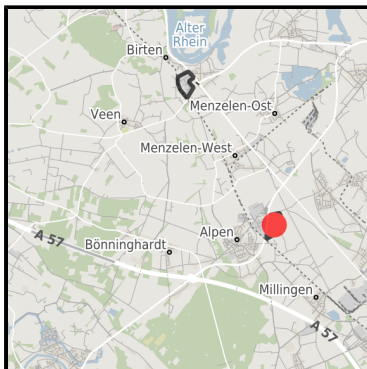 Alter
Rhein
Birten
Menzelen-Ost
Veen
Menzelen-West
A 57
Bönninghardt
Alpen
Millingen
A 57